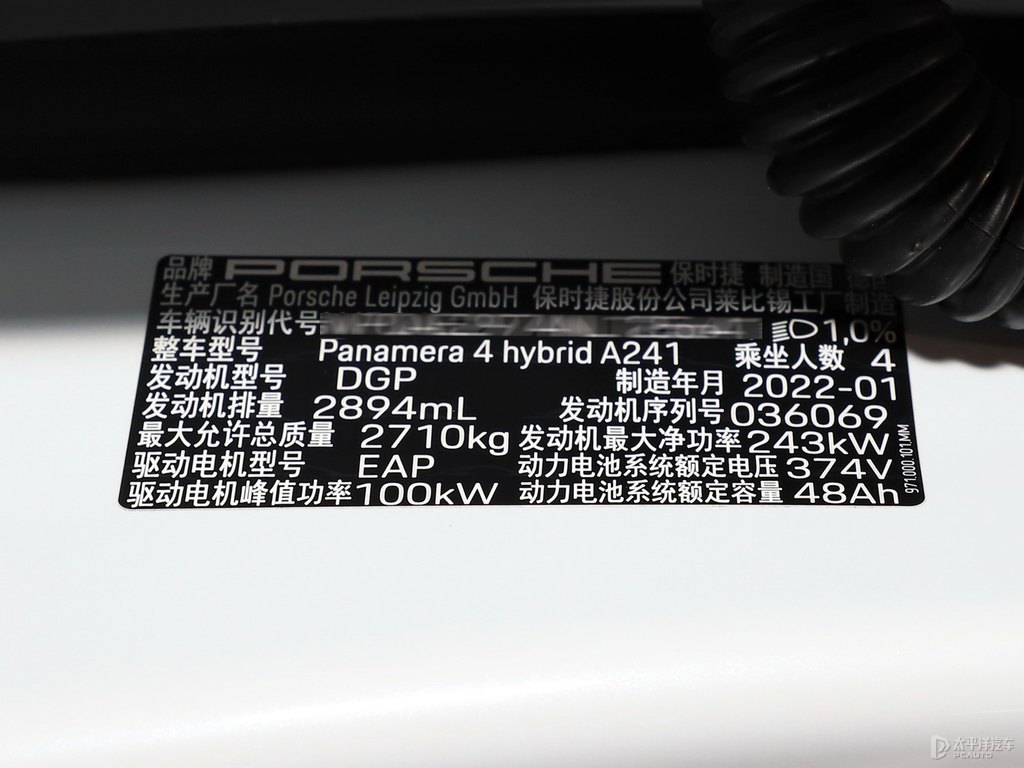 品牌 PORSCHE 保时捷 制造国 德国
生产厂名 Porsche Leipzig GmbH 保时捷股份公司莱比锡工厂制造
车辆识别代号 1,0%
整车型号 Panamera 4 hybrid A241 乘坐人数 4
发动机型号 DGP 制造年月 2022-01
发动机排量 2894mL 发动机序列号 036069
最大允许总质量 2710kg 发动机最大净功率 243kW
驱动电机型号 EAP 动力电池系统额定电压 374V
驱动电机峰值功率 100kW 动力电池系统额定容量 48Ah
971.000.101.MM
太平洋汽车
PCAUTO